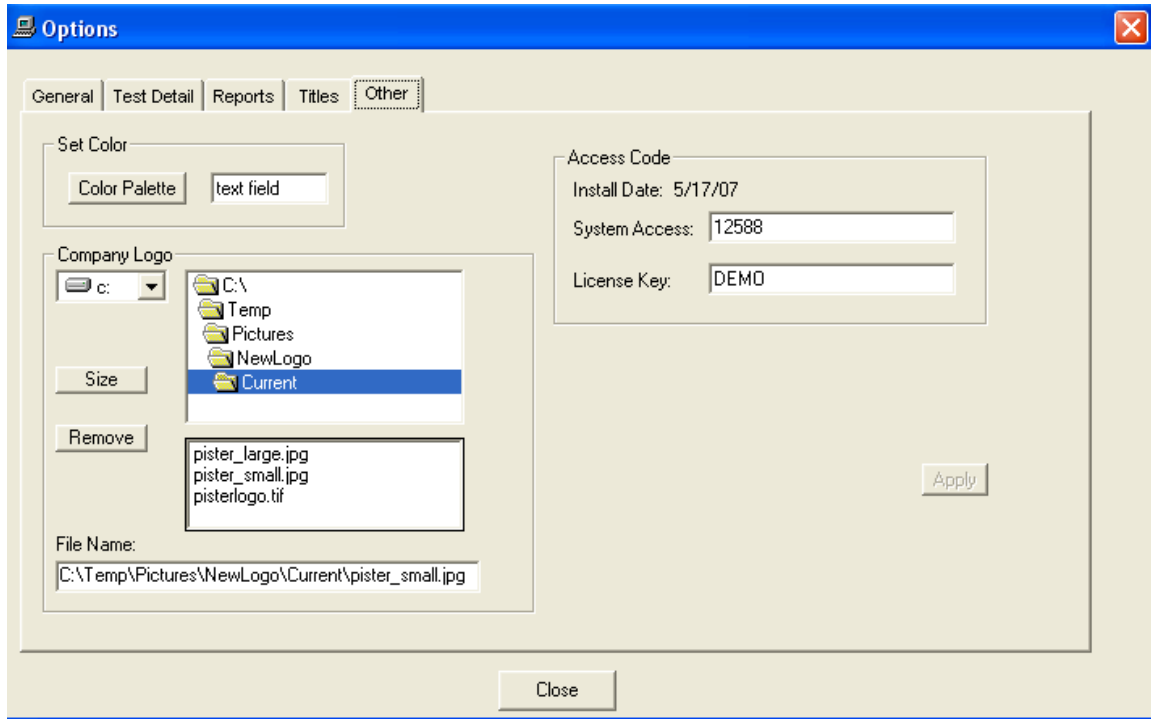 Options
General Test Detail Reports Titles Other
Set Color
Color Palette text field
Company Logo
c:
C:\
Temp
Pictures
NewLogo
Current
Size
Remove
pister_large.jpg
pister_small.jpg
pisterlogo.tif
File Name:
C:\Temp\Pictures\NewLogo\Current\pister_small.jpg
Access Code
Install Date: 5/17/07
System Access: 12588
License Key: DEMO
Apply
Close